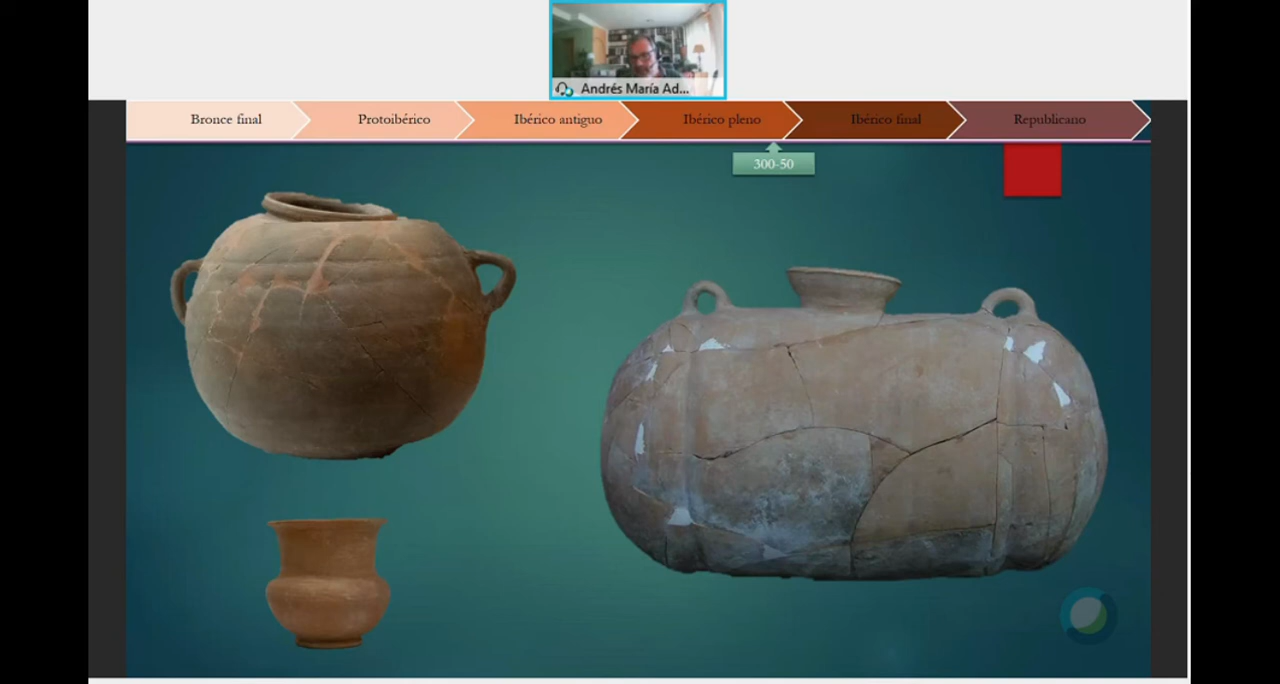 Andrés María Ad...
Bronce final
Protoibérico
Ibérico antiguo
Ibérico pleno
Ibérico final
Republicano
300-50